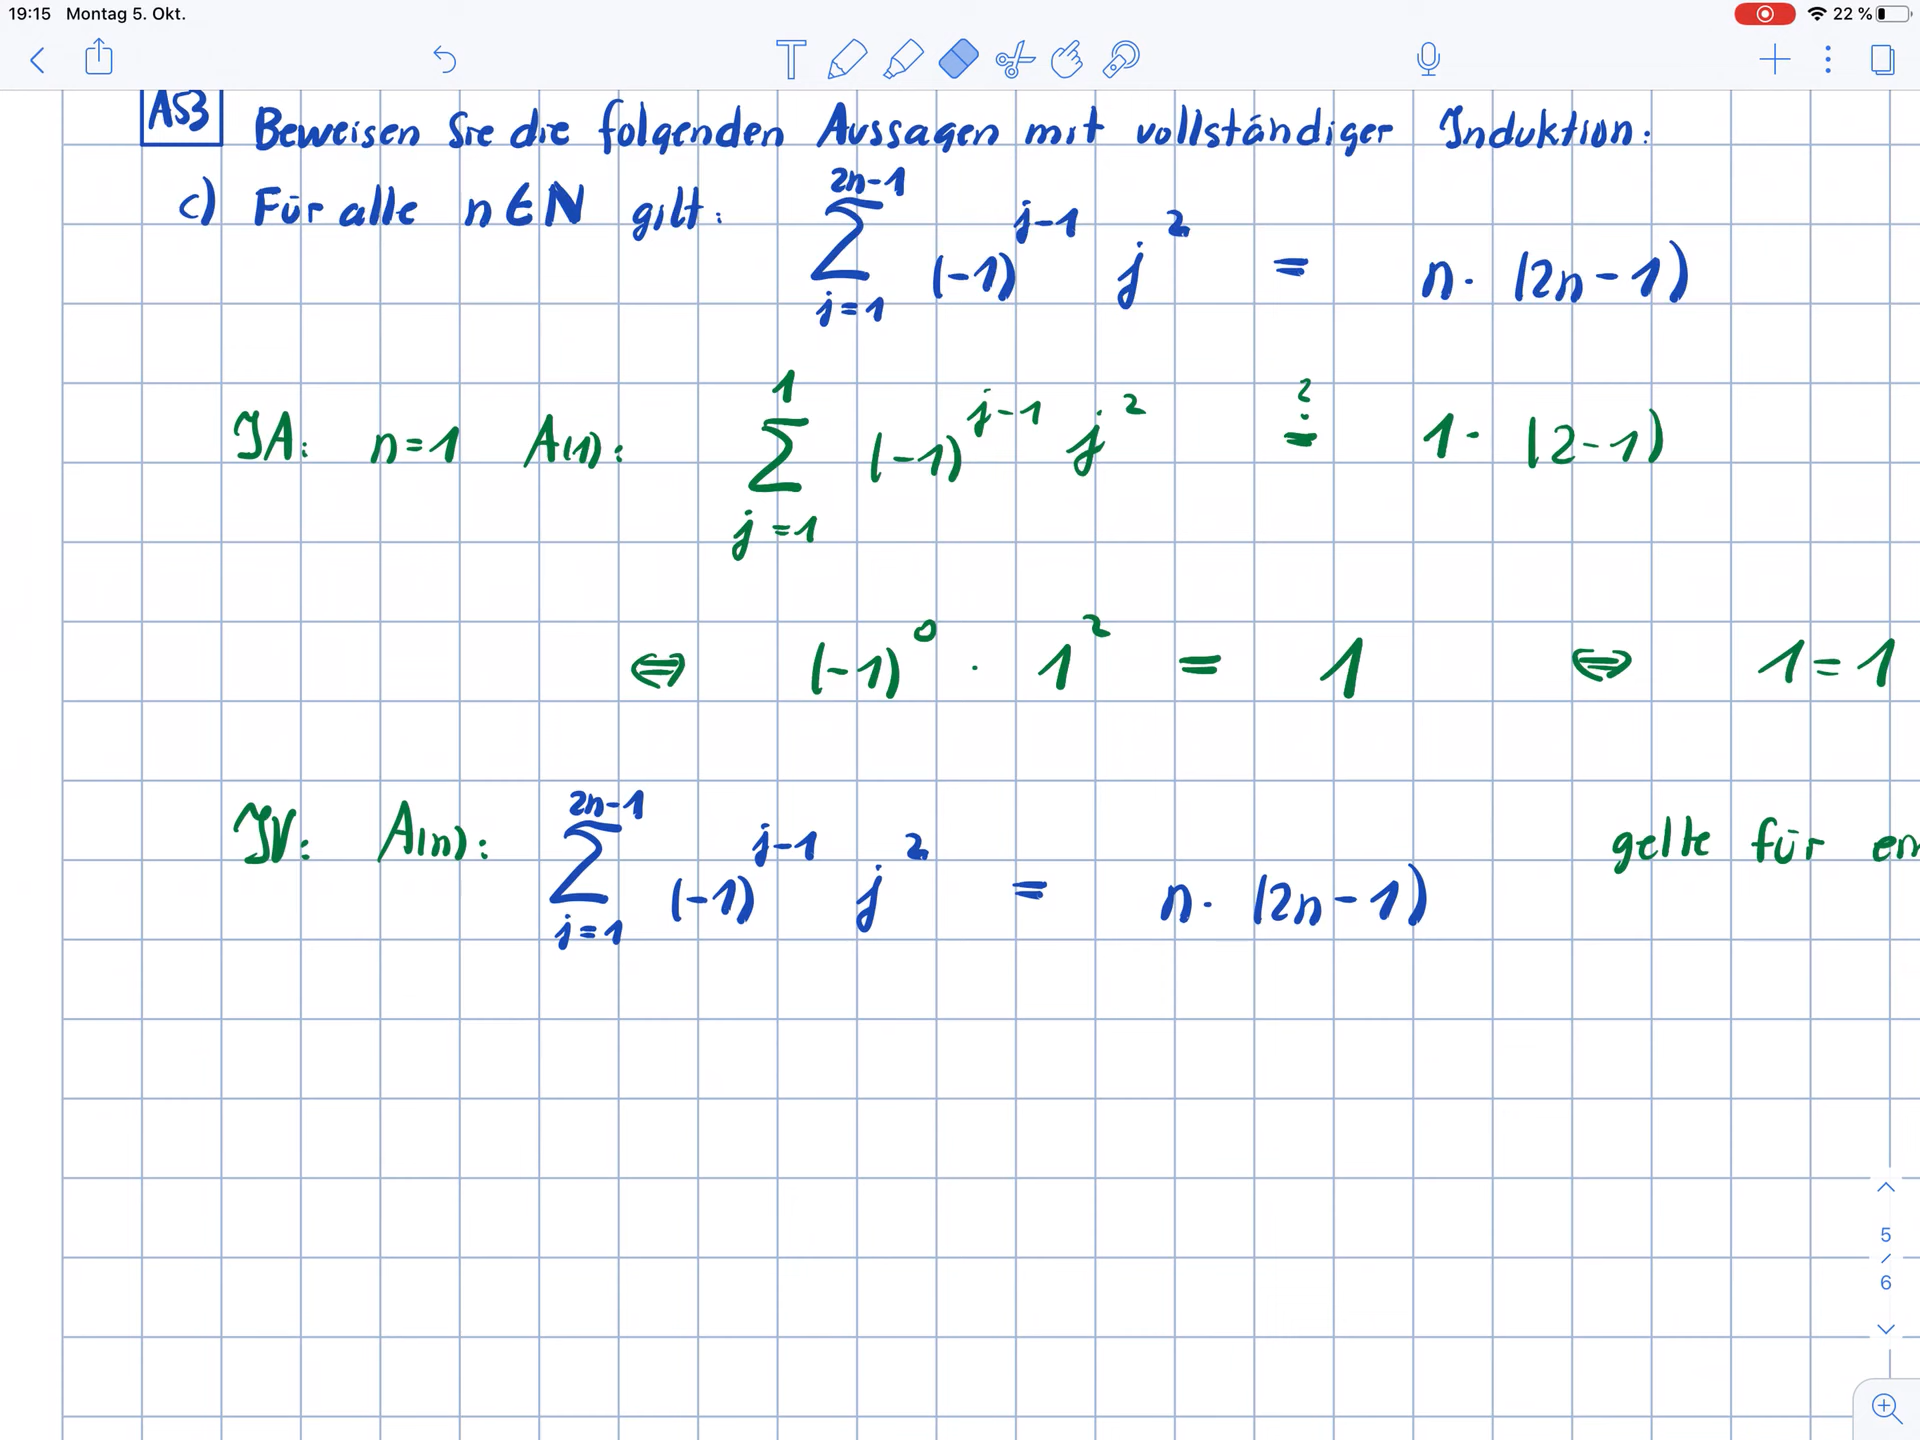 19:15 Montag 5. Okt. 22 %
T
A53 Beweisen Sie die folgenden Aussagen mit vollständiger Induktion:
c) Für alle n∈ℕ gilt: ∑_{j=1}^{2n-1} (-1)^{j-1} j^2 = n · (2n-1)
IA: n=1 A(1): ∑_{j=1}^{1} (-1)^{j-1} j^2 ≟ 1 · (2-1)
⇔ (-1)^0 · 1^2 = 1 ⇔ 1=1
IV: A(n): ∑_{j=1}^{2n-1} (-1)^{j-1} j^2 = n · (2n-1) gelte für ein
5
/
6